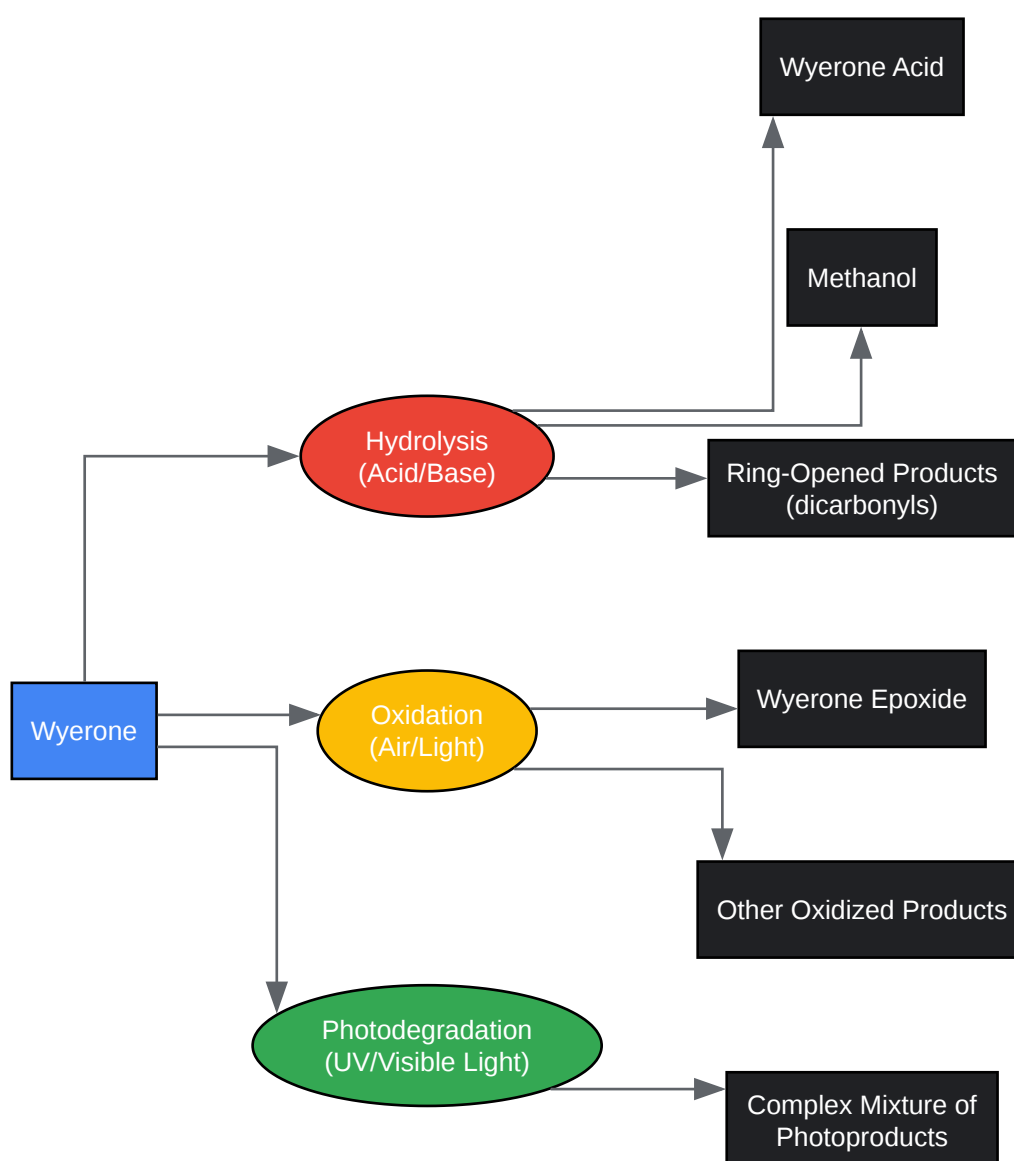 Wyerone Acid
Methanol
Hydrolysis
(Acid/Base)
Ring-Opened Products
(dicarbonyls)
Wyerone
Oxidation
(Air/Light)
Wyerone Epoxide
Other Oxidized Products
Photodegradation
(UV/Visible Light)
Complex Mixture of
Photoproducts